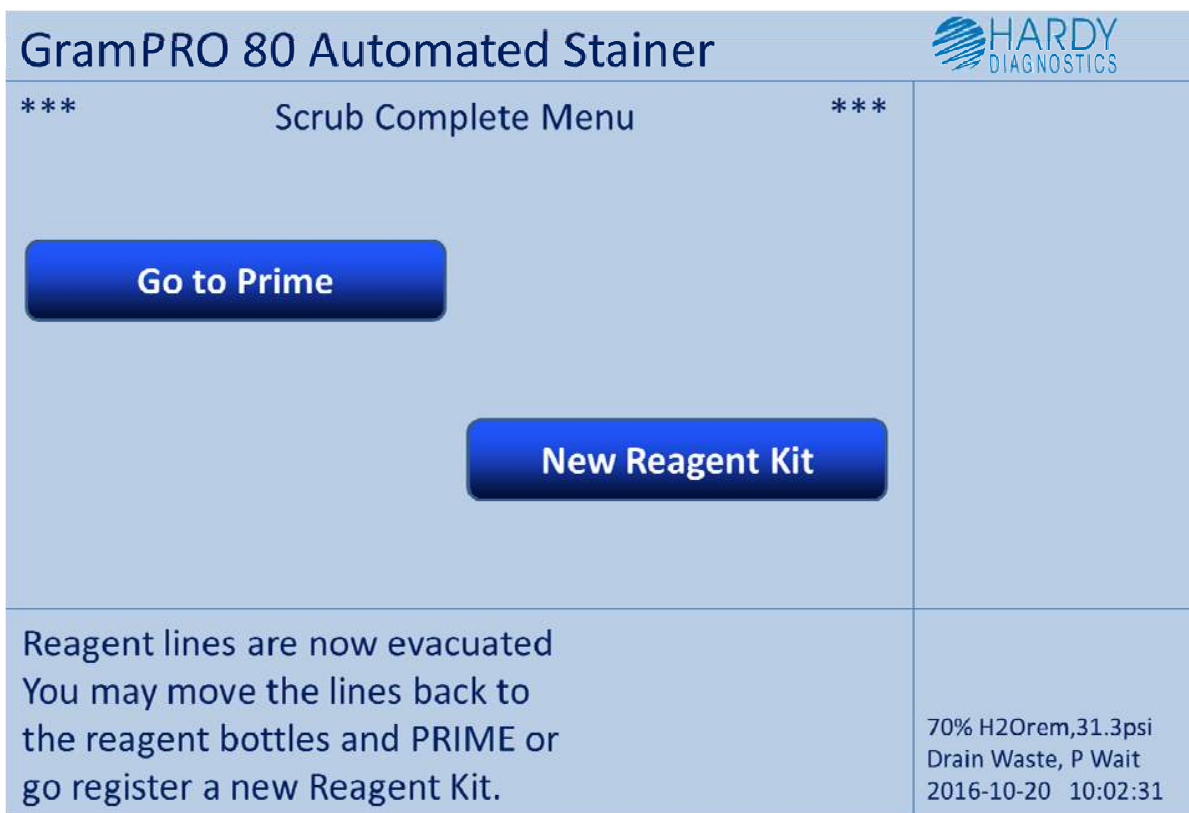 GramPRO 80 Automated Stainer
HARDY
DIAGNOSTICS
*** Scrub Complete Menu ***
Go to Prime
New Reagent Kit
Reagent lines are now evacuated
You may move the lines back to
the reagent bottles and PRIME or
go register a new Reagent Kit.
70% H2Orem,31.3psi
Drain Waste, P Wait
2016-10-20 10:02:31